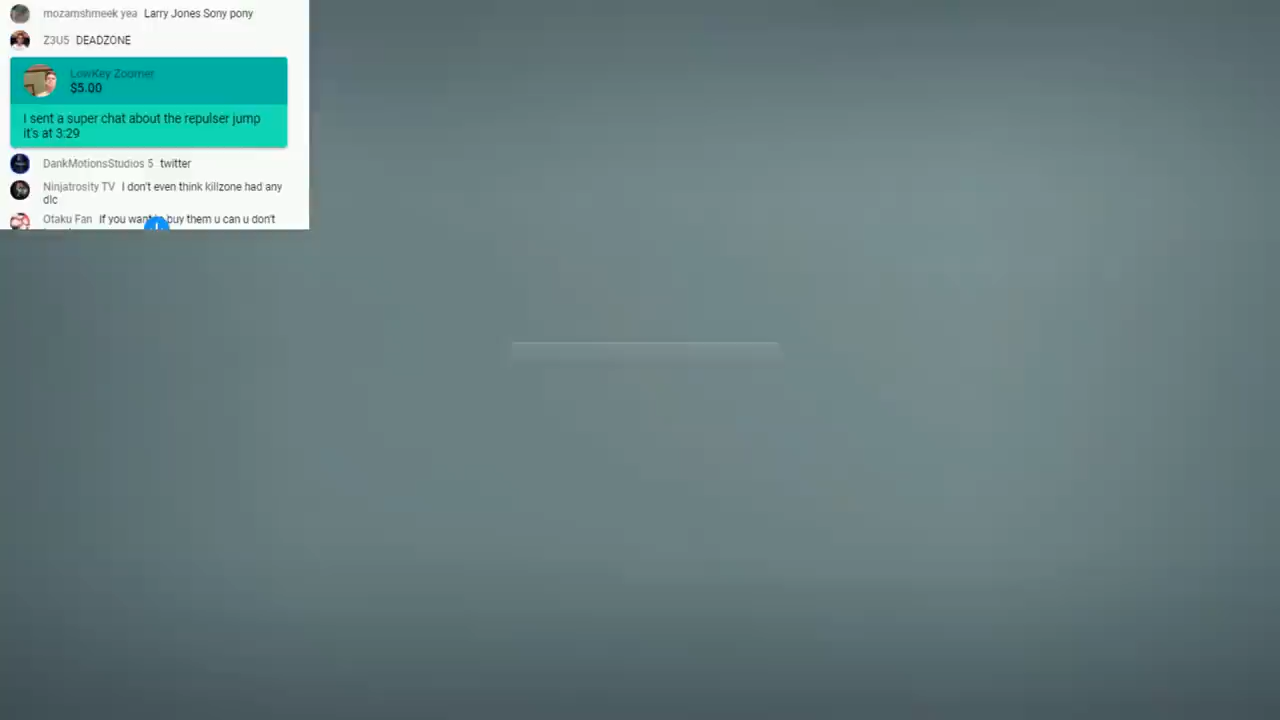 mozamshmeek yea Larry Jones Sony pony
Z3U5 DEADZONE
LowKey Zoomer
$5.00
I sent a super chat about the repulser jump
it's at 3:29
DankMotionsStudios 5 twitter
Ninjatrosity TV I don't even think killzone had any
dlc
Otaku Fan If you want buy them u can u don't